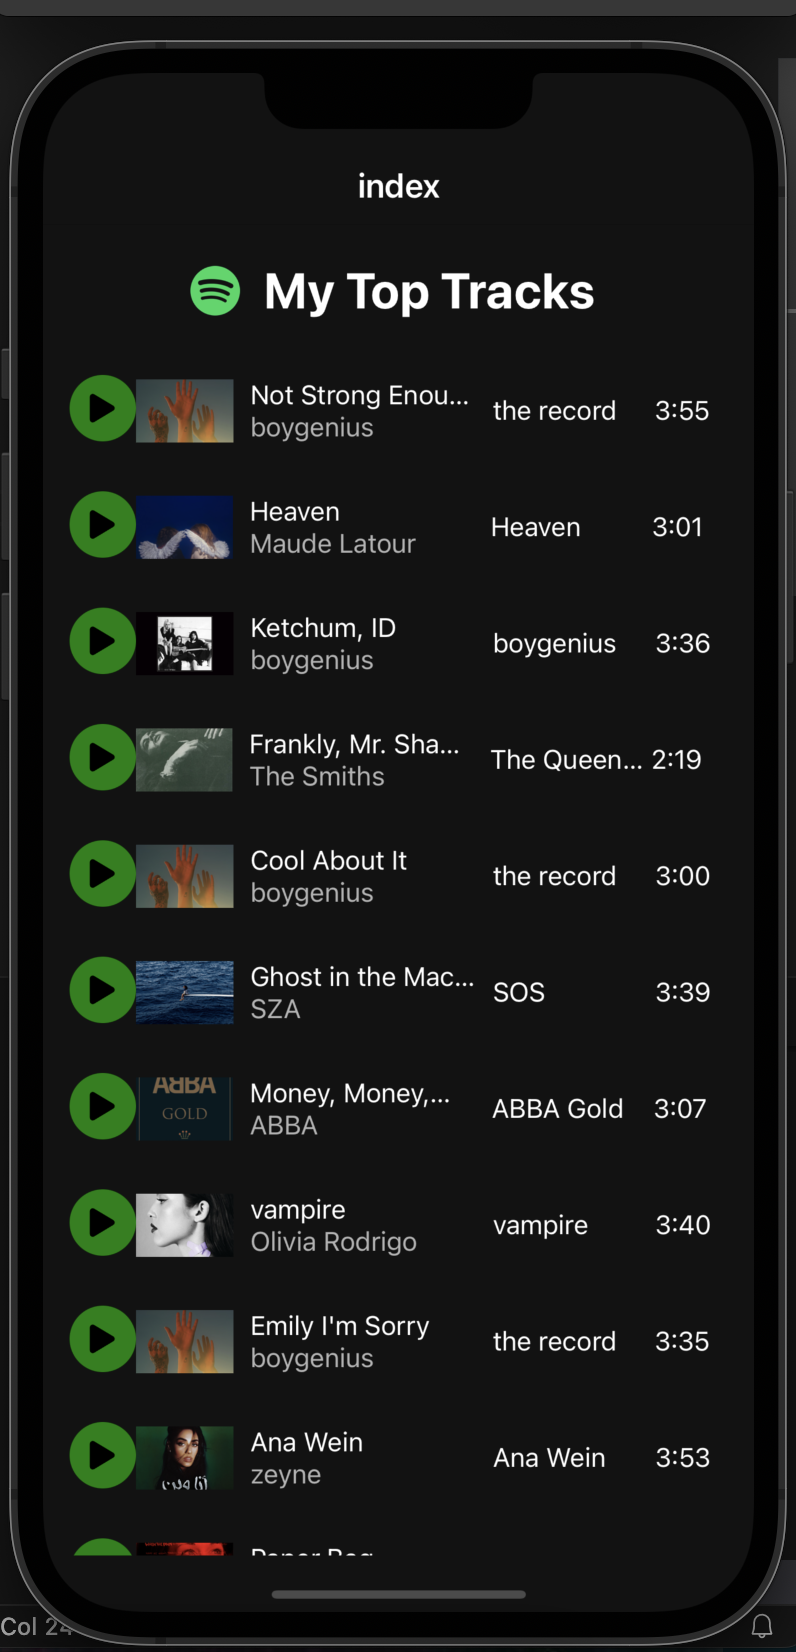 index
My Top Tracks
Not Strong Enou...
boygenius
the record
3:55
Heaven
Maude Latour
Heaven
3:01
Ketchum, ID
boygenius
boygenius
3:36
Frankly, Mr. Sha...
The Smiths
The Queen...
2:19
Cool About It
boygenius
the record
3:00
Ghost in the Mac...
SZA
SOS
3:39
ABBA
GOLD
Money, Money,...
ABBA
ABBA Gold
3:07
vampire
Olivia Rodrigo
vampire
3:40
Emily I'm Sorry
boygenius
the record
3:35
Ana Wein
zeyne
Ana Wein
3:53
Paper Bag
Col 24